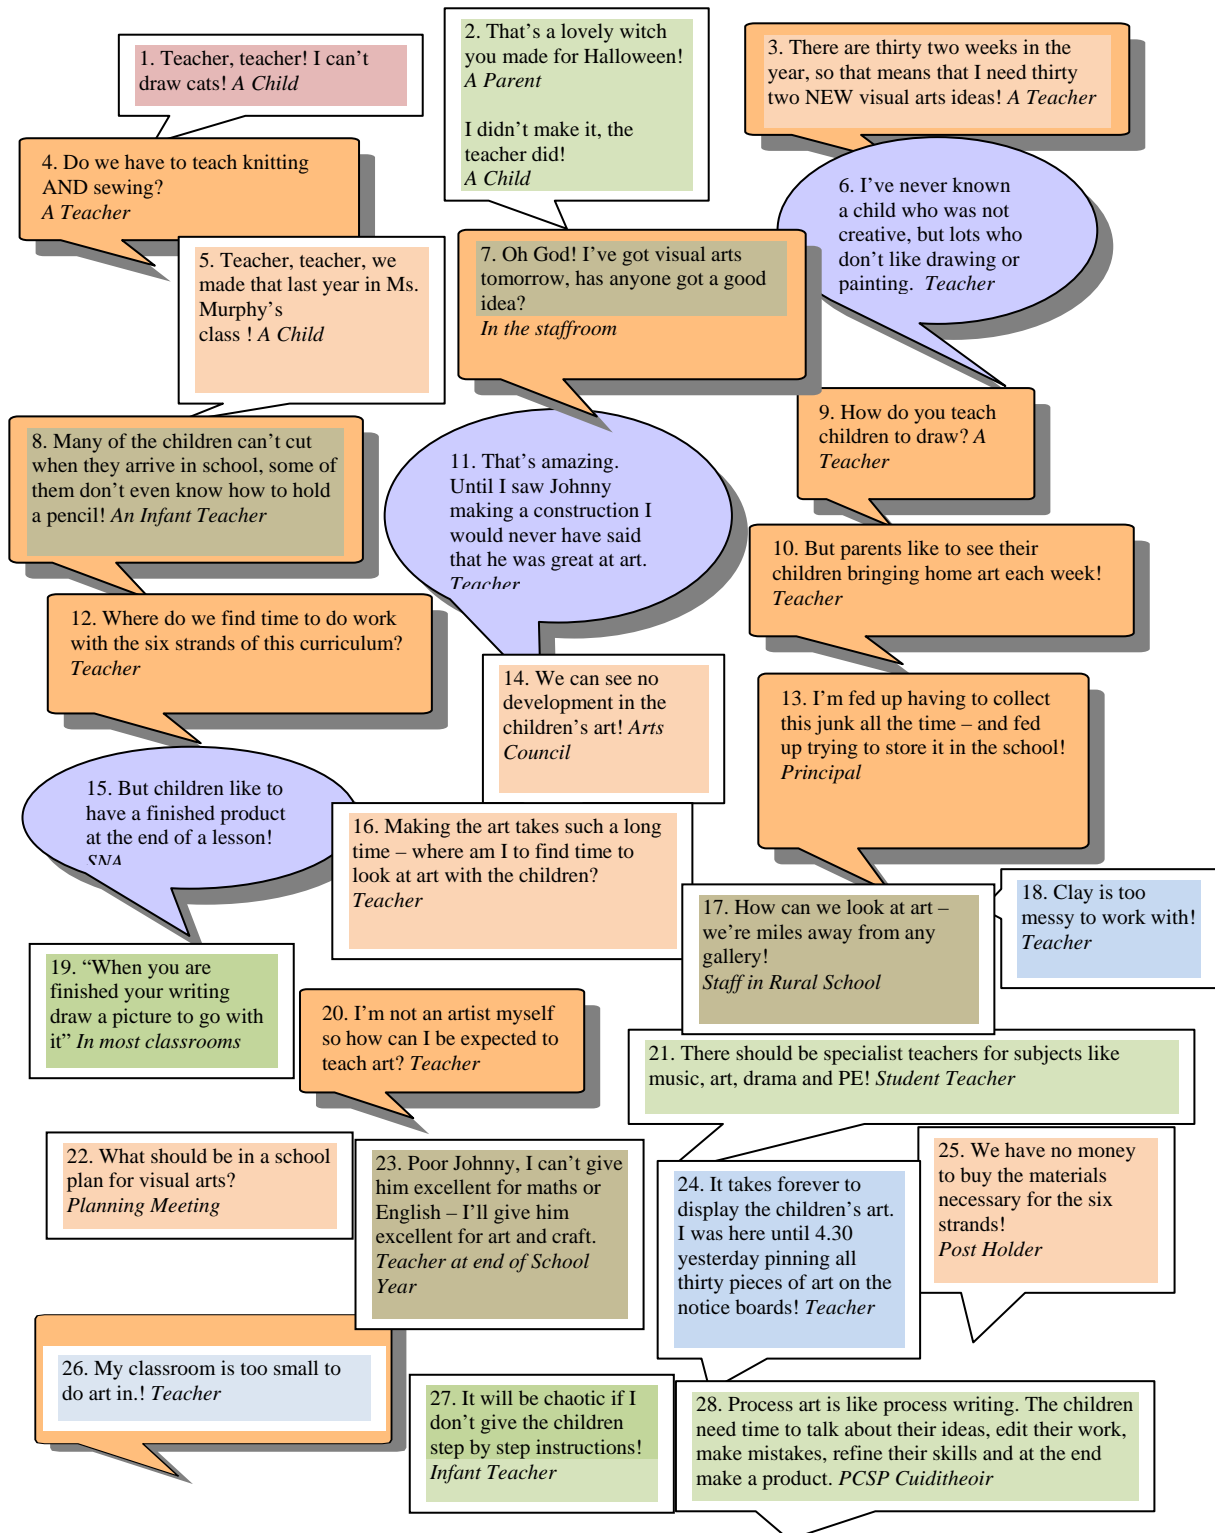 1. Teacher, teacher! I can't
draw cats! A Child
2. That's a lovely witch
you made for Halloween!
A Parent
I didn't make it, the
teacher did!
A Child
3. There are thirty two weeks in the
year, so that means that I need thirty
two NEW visual arts ideas! A Teacher
4. Do we have to teach knitting
AND sewing?
A Teacher
5. Teacher, teacher, we
made that last year in Ms.
Murphy's
class ! A Child
6. I've never known
a child who was not
creative, but lots who
don't like drawing or
painting. Teacher
7. Oh God! I've got visual arts
tomorrow, has anyone got a good
idea?
In the staffroom
8. Many of the children can't cut
when they arrive in school, some of
them don't even know how to hold
a pencil! An Infant Teacher
9. How do you teach
children to draw? A
Teacher
10. But parents like to see their
children bringing home art each week!
Teacher
11. That's amazing.
Until I saw Johnny
making a construction I
would never have said
that he was great at art.
Teacher
12. Where do we find time to do work
with the six strands of this curriculum?
Teacher
13. I'm fed up having to collect
this junk all the time – and fed
up trying to store it in the school!
Principal
14. We can see no
development in the
children's art! Arts
Council
15. But children like to
have a finished product
at the end of a lesson!
SNA
16. Making the art takes such a long
time – where am I to find time to
look at art with the children?
Teacher
17. How can we look at art –
we're miles away from any
gallery!
Staff in Rural School
18. Clay is too
messy to work with!
Teacher
19. "When you are
finished your writing
draw a picture to go with
it" In most classrooms
20. I'm not an artist myself
so how can I be expected to
teach art? Teacher
21. There should be specialist teachers for subjects like
music, art, drama and PE! Student Teacher
22. What should be in a school
plan for visual arts?
Planning Meeting
23. Poor Johnny, I can't give
him excellent for maths or
English – I'll give him
excellent for art and craft.
Teacher at end of School
Year
24. It takes forever to
display the children's art.
I was here until 4.30
yesterday pinning all
thirty pieces of art on the
notice boards! Teacher
25. We have no money
to buy the materials
necessary for the six
strands!
Post Holder
26. My classroom is too small to
do art in.! Teacher
27. It will be chaotic if I
don't give the children
step by step instructions!
Infant Teacher
28. Process art is like process writing. The children
need time to talk about their ideas, edit their work,
make mistakes, refine their skills and at the end
make a product. PCSP Cuiditheoir